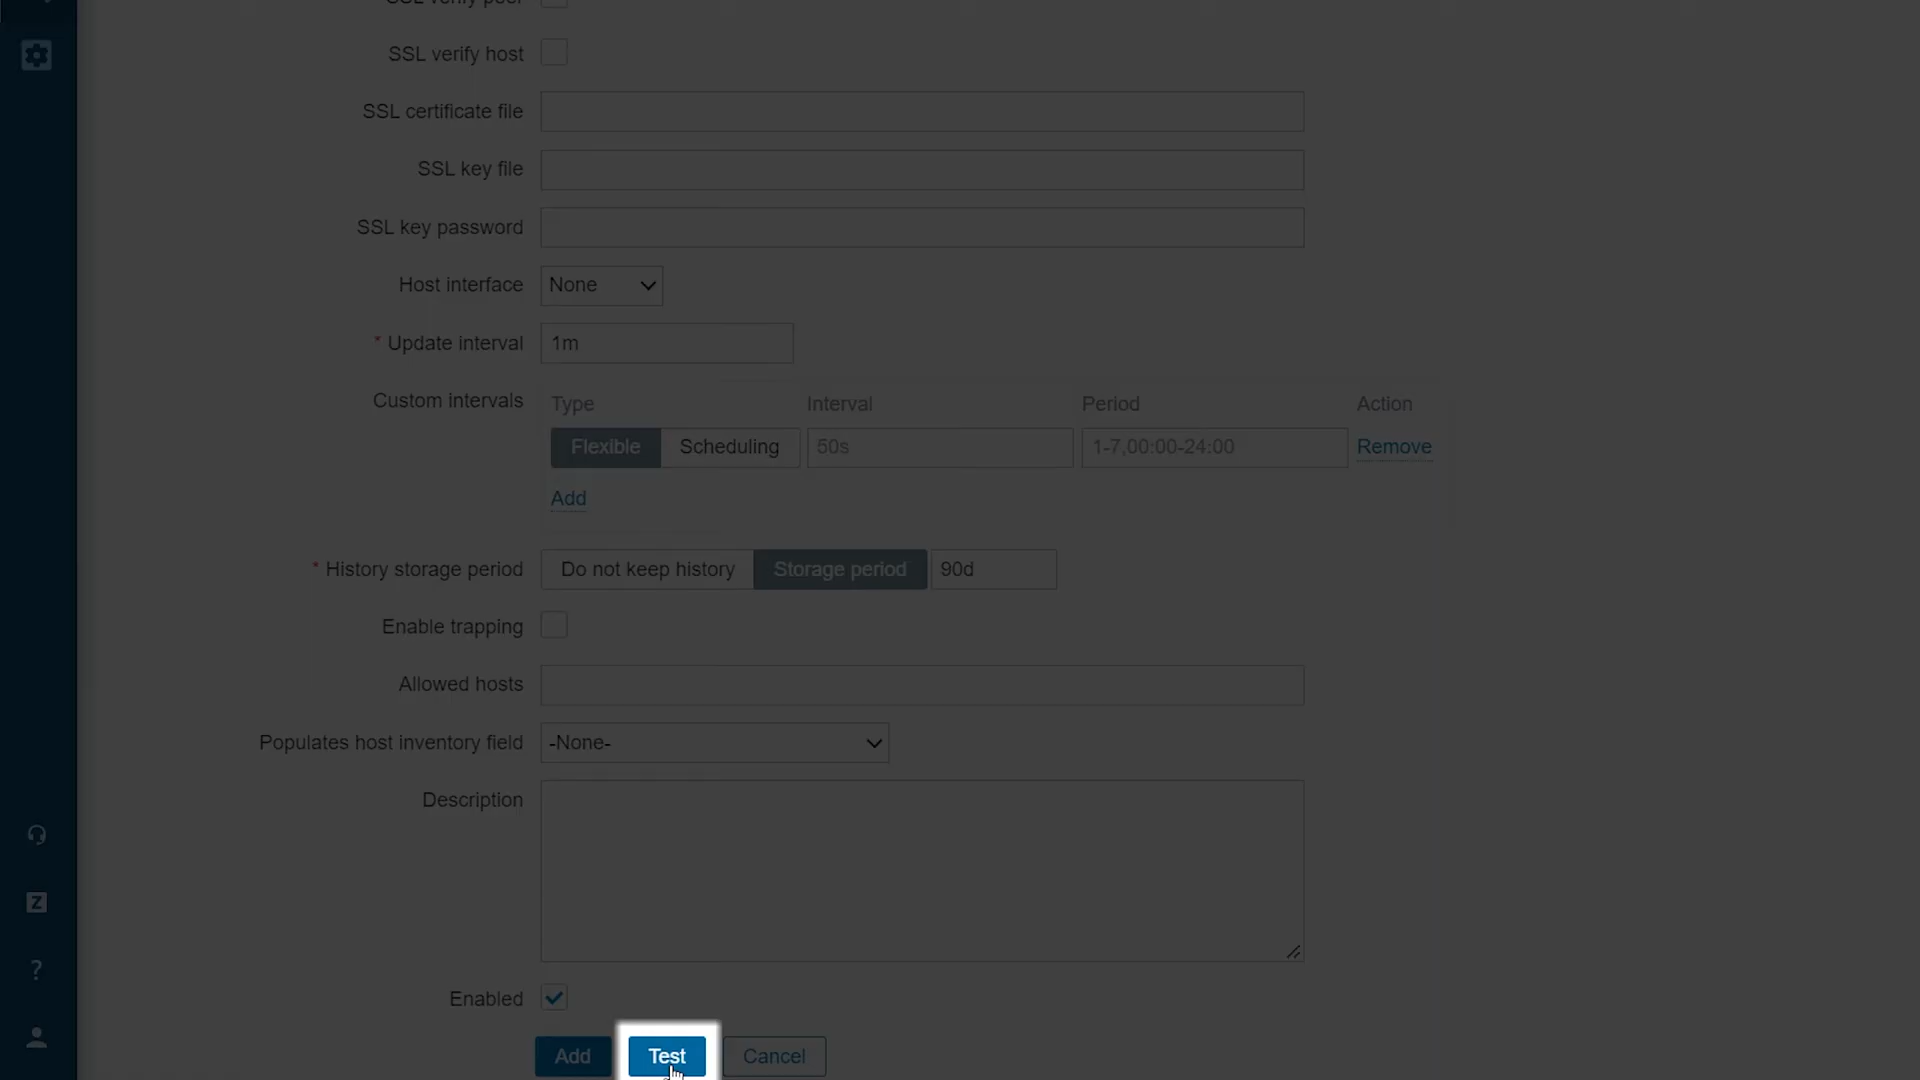 SSL verify peer
SSL verify host
SSL certificate file
SSL key file
SSL key password
Host interface None
* Update interval 1m
Custom intervals Type Interval Period Action
Flexible Scheduling 50s 1-7,00:00-24:00 Remove
Add
* History storage period Do not keep history Storage period 90d
Enable trapping
Allowed hosts
Populates host inventory field -None-
Description
Z
?
Enabled
Add Test Cancel